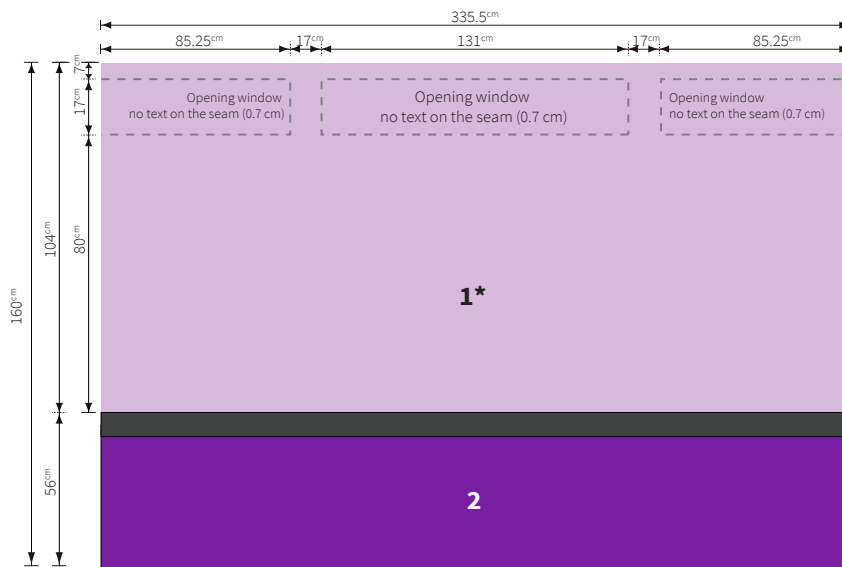 335.5cm
85.25cm
17cm
131cm
17cm
85.25cm
7cm
17cm
Opening window
no text on the seam (0.7 cm)
Opening window
no text on the seam (0.7 cm)
Opening window
no text on the seam (0.7 cm)
80cm
104cm
160cm
1*
56cm
2